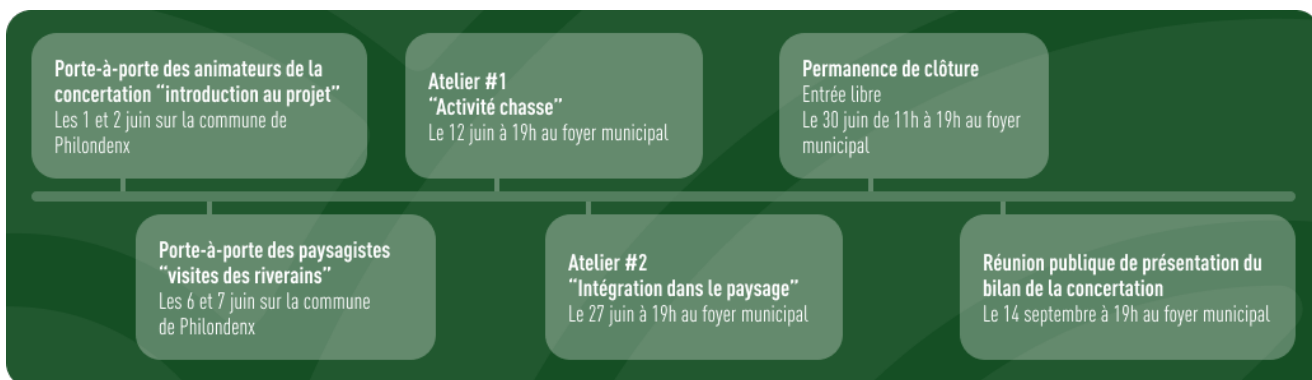 Porte-à-porte des animateurs de la
concertation “introduction au projet”
Les 1 et 2 juin sur la commune de
Philondenx
Porte-à-porte des paysagistes
“visites des riverains”
Les 6 et 7 juin sur la commune
de Philondenx
Atelier #1
“Activité chasse”
Le 12 juin à 19h au foyer municipal
Atelier #2
“Intégration dans le paysage”
Le 27 juin à 19h au foyer municipal
Permanence de clôture
Entrée libre
Le 30 juin de 11h à 19h au foyer
municipal
Réunion publique de présentation du
bilan de la concertation
Le 14 septembre à 19h au foyer municipal